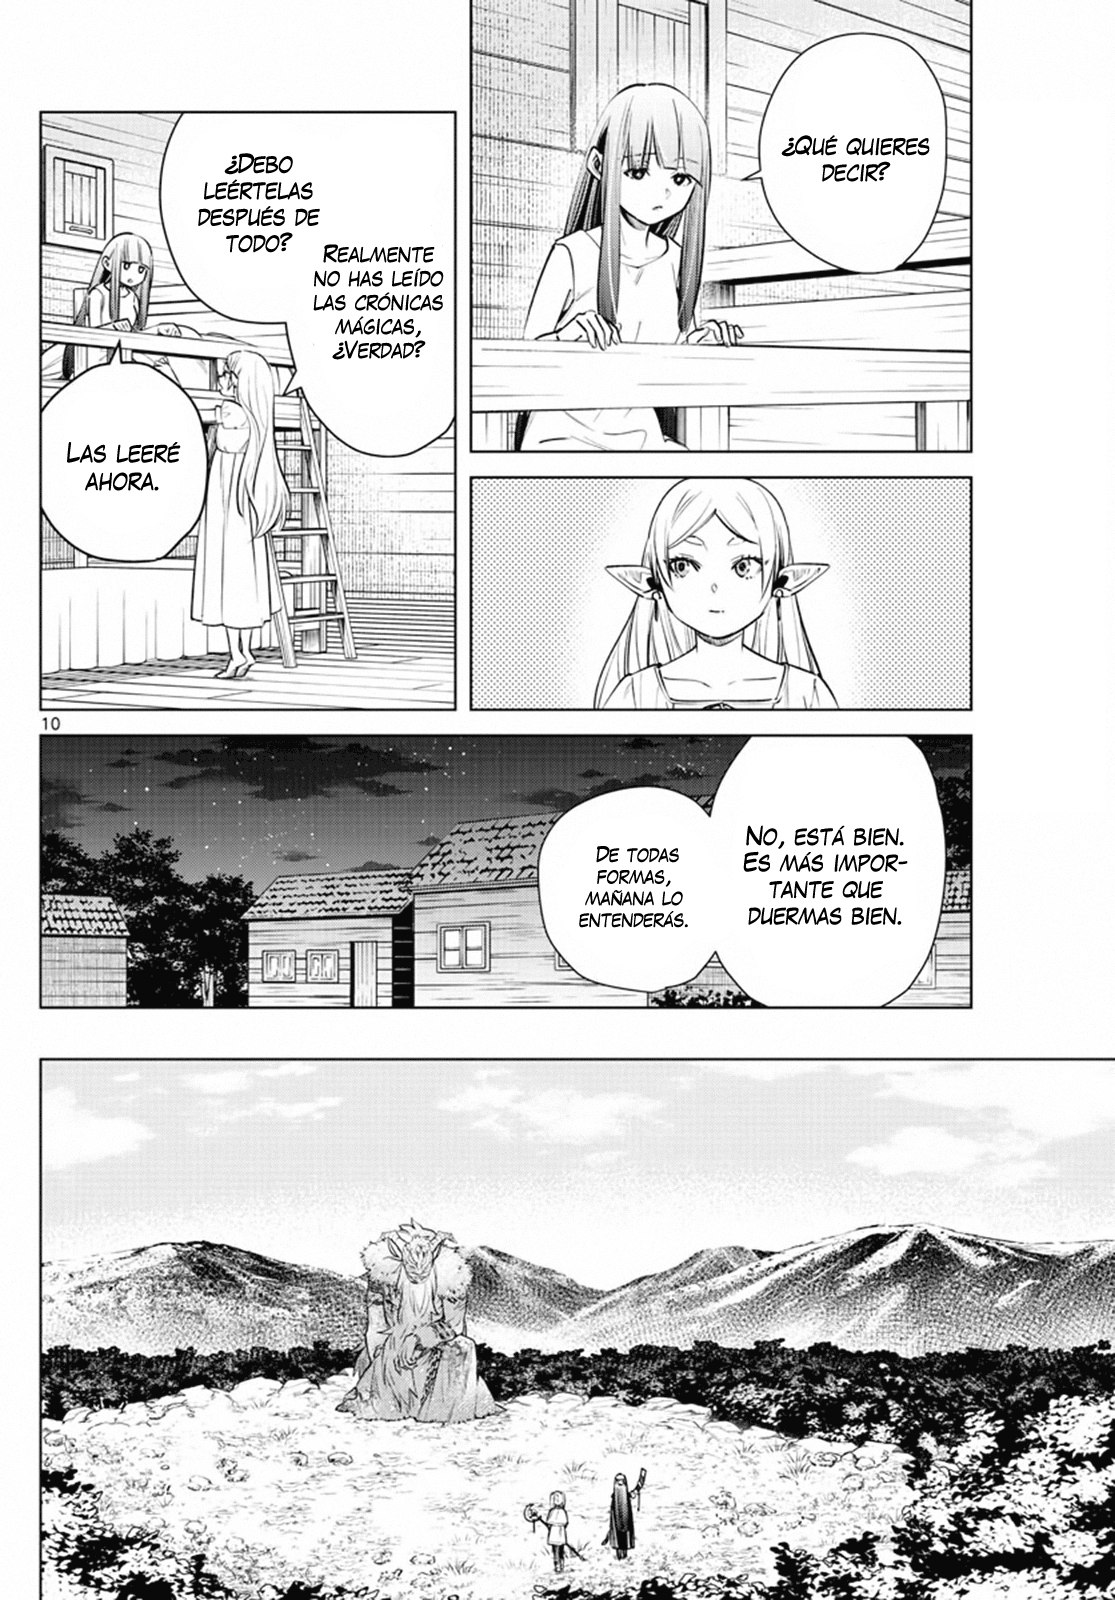 ¿QUÉ QUIERES
DECIR?
REALMENTE
NO HAS LEÍDO
LAS CRÓNICAS
MÁGICAS,
¿VERDAD?
¿DEBO
LEÉRTELAS
DESPUÉS DE
TODO?
LAS LEERÉ
AHORA.
10
NO, ESTÁ BIEN.
ES MÁS IMPOR-
TANTE QUE
DUERMAS BIEN.
DE TODAS
FORMAS,
MAÑANA LO
ENTENDERÁS.